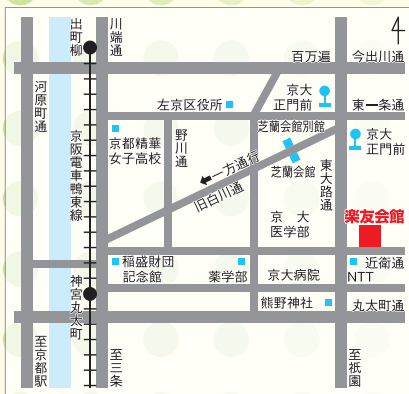 出町柳
川端通
百万遍
今出川通
河原町通
左京区役所
京大
正門前
東一条通
京都精華
女子高校
野川通
芝蘭会館別館
京大
正門前
京阪電車鴨東線
一方通行
旧白川通
芝蘭会館
東大路通
京大
医学部
楽友会館
稲盛財団
記念館
薬学部
京大病院
近衛通
NTT
神宮丸太町
熊野神社
丸太町通
至京都駅
至三条
至祇園